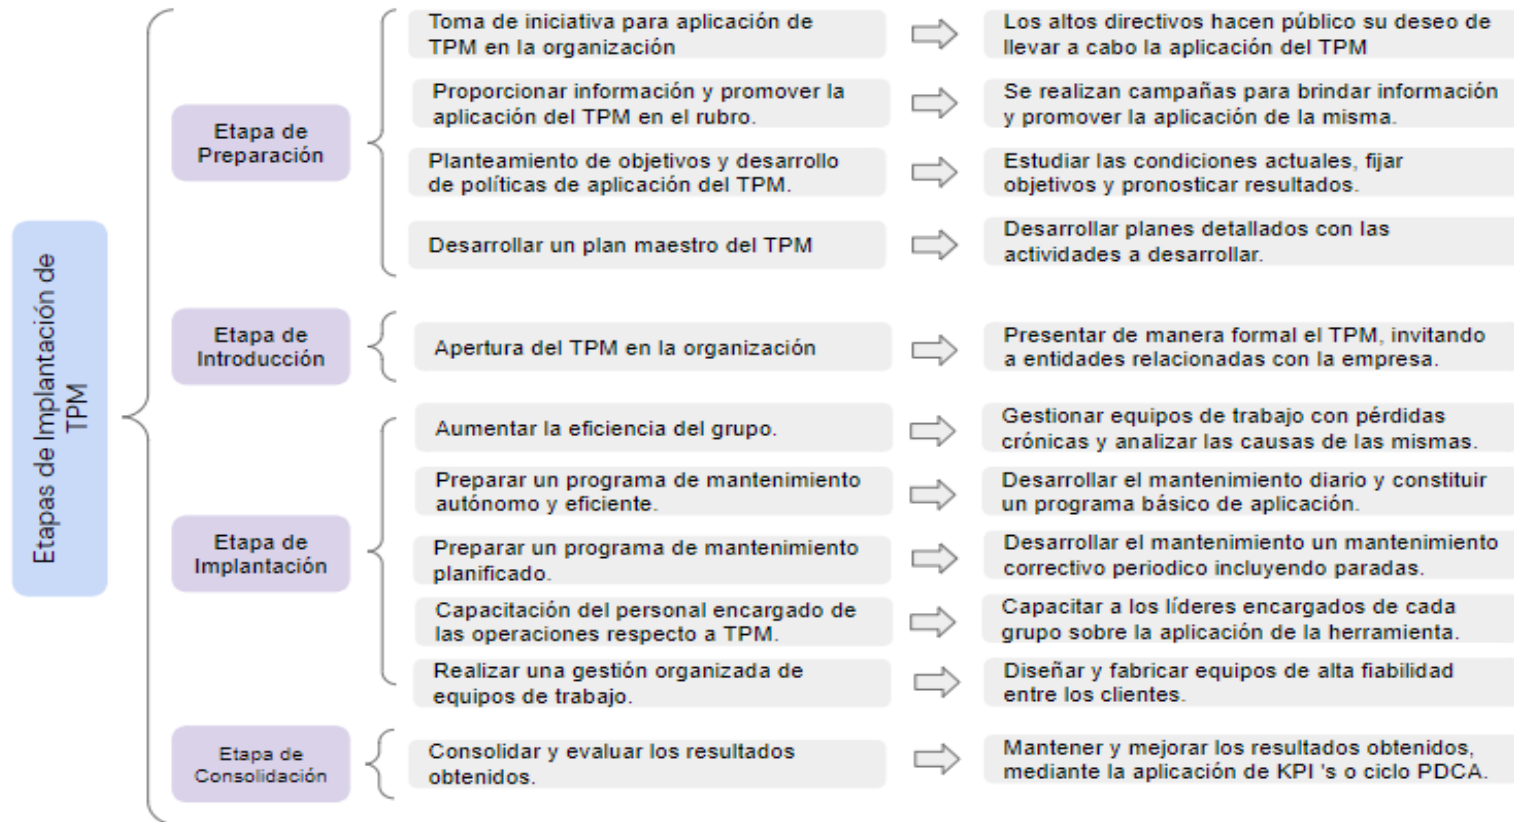 Etapas de Implantación de
TPM
Etapa de
Preparación
Toma de iniciativa para aplicación de
TPM en la organización
Los altos directivos hacen público su deseo de
llevar a cabo la aplicación del TPM
Proporcionar información y promover la
aplicación del TPM en el rubro.
Se realizan campañas para brindar información
y promover la aplicación de la misma.
Planteamiento de objetivos y desarrollo
de políticas de aplicación del TPM.
Estudiar las condiciones actuales, fijar
objetivos y pronosticar resultados.
Desarrollar un plan maestro del TPM
Desarrollar planes detallados con las
actividades a desarrollar.
Etapa de
Introducción
Apertura del TPM en la organización
Presentar de manera formal el TPM, invitando
a entidades relacionadas con la empresa.
Etapa de
Implantación
Aumentar la eficiencia del grupo.
Gestionar equipos de trabajo con pérdidas
crónicas y analizar las causas de las mismas.
Preparar un programa de mantenimiento
autónomo y eficiente.
Desarrollar el mantenimiento diario y constituir
un programa básico de aplicación.
Preparar un programa de mantenimiento
planificado.
Desarrollar el mantenimiento un mantenimiento
correctivo periodico incluyendo paradas.
Capacitación del personal encargado de
las operaciones respecto a TPM.
Capacitar a los líderes encargados de cada
grupo sobre la aplicación de la herramienta.
Realizar una gestión organizada de
equipos de trabajo.
Diseñar y fabricar equipos de alta fiabilidad
entre los clientes.
Etapa de
Consolidación
Consolidar y evaluar los resultados
obtenidos.
Mantener y mejorar los resultados obtenidos,
mediante la aplicación de KPI 's o ciclo PDCA.